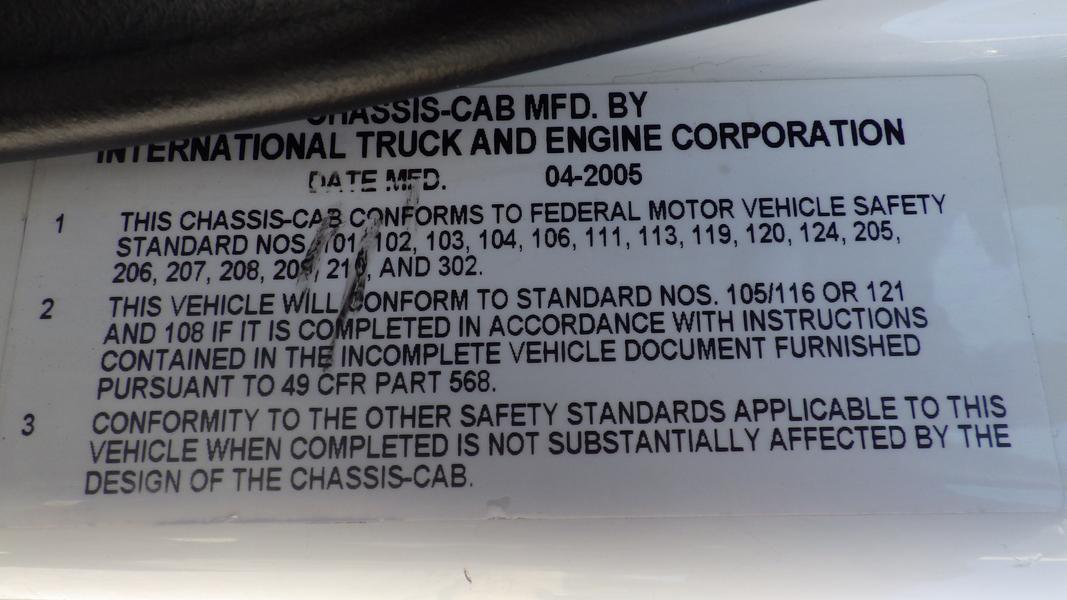 CHASSIS-CAB MFD. BY
INTERNATIONAL TRUCK AND ENGINE CORPORATION
DATE MFD. 04-2005
1 THIS CHASSIS-CAB CONFORMS TO FEDERAL MOTOR VEHICLE SAFETY
STANDARD NOS. 101, 102, 103, 104, 106, 111, 113, 119, 120, 124, 205,
206, 207, 208, 209, 210, AND 302.
2 THIS VEHICLE WILL CONFORM TO STANDARD NOS. 105/116 OR 121
AND 108 IF IT IS COMPLETED IN ACCORDANCE WITH INSTRUCTIONS
CONTAINED IN THE INCOMPLETE VEHICLE DOCUMENT FURNISHED
PURSUANT TO 49 CFR PART 568.
3 CONFORMITY TO THE OTHER SAFETY STANDARDS APPLICABLE TO THIS
VEHICLE WHEN COMPLETED IS NOT SUBSTANTIALLY AFFECTED BY THE
DESIGN OF THE CHASSIS-CAB.